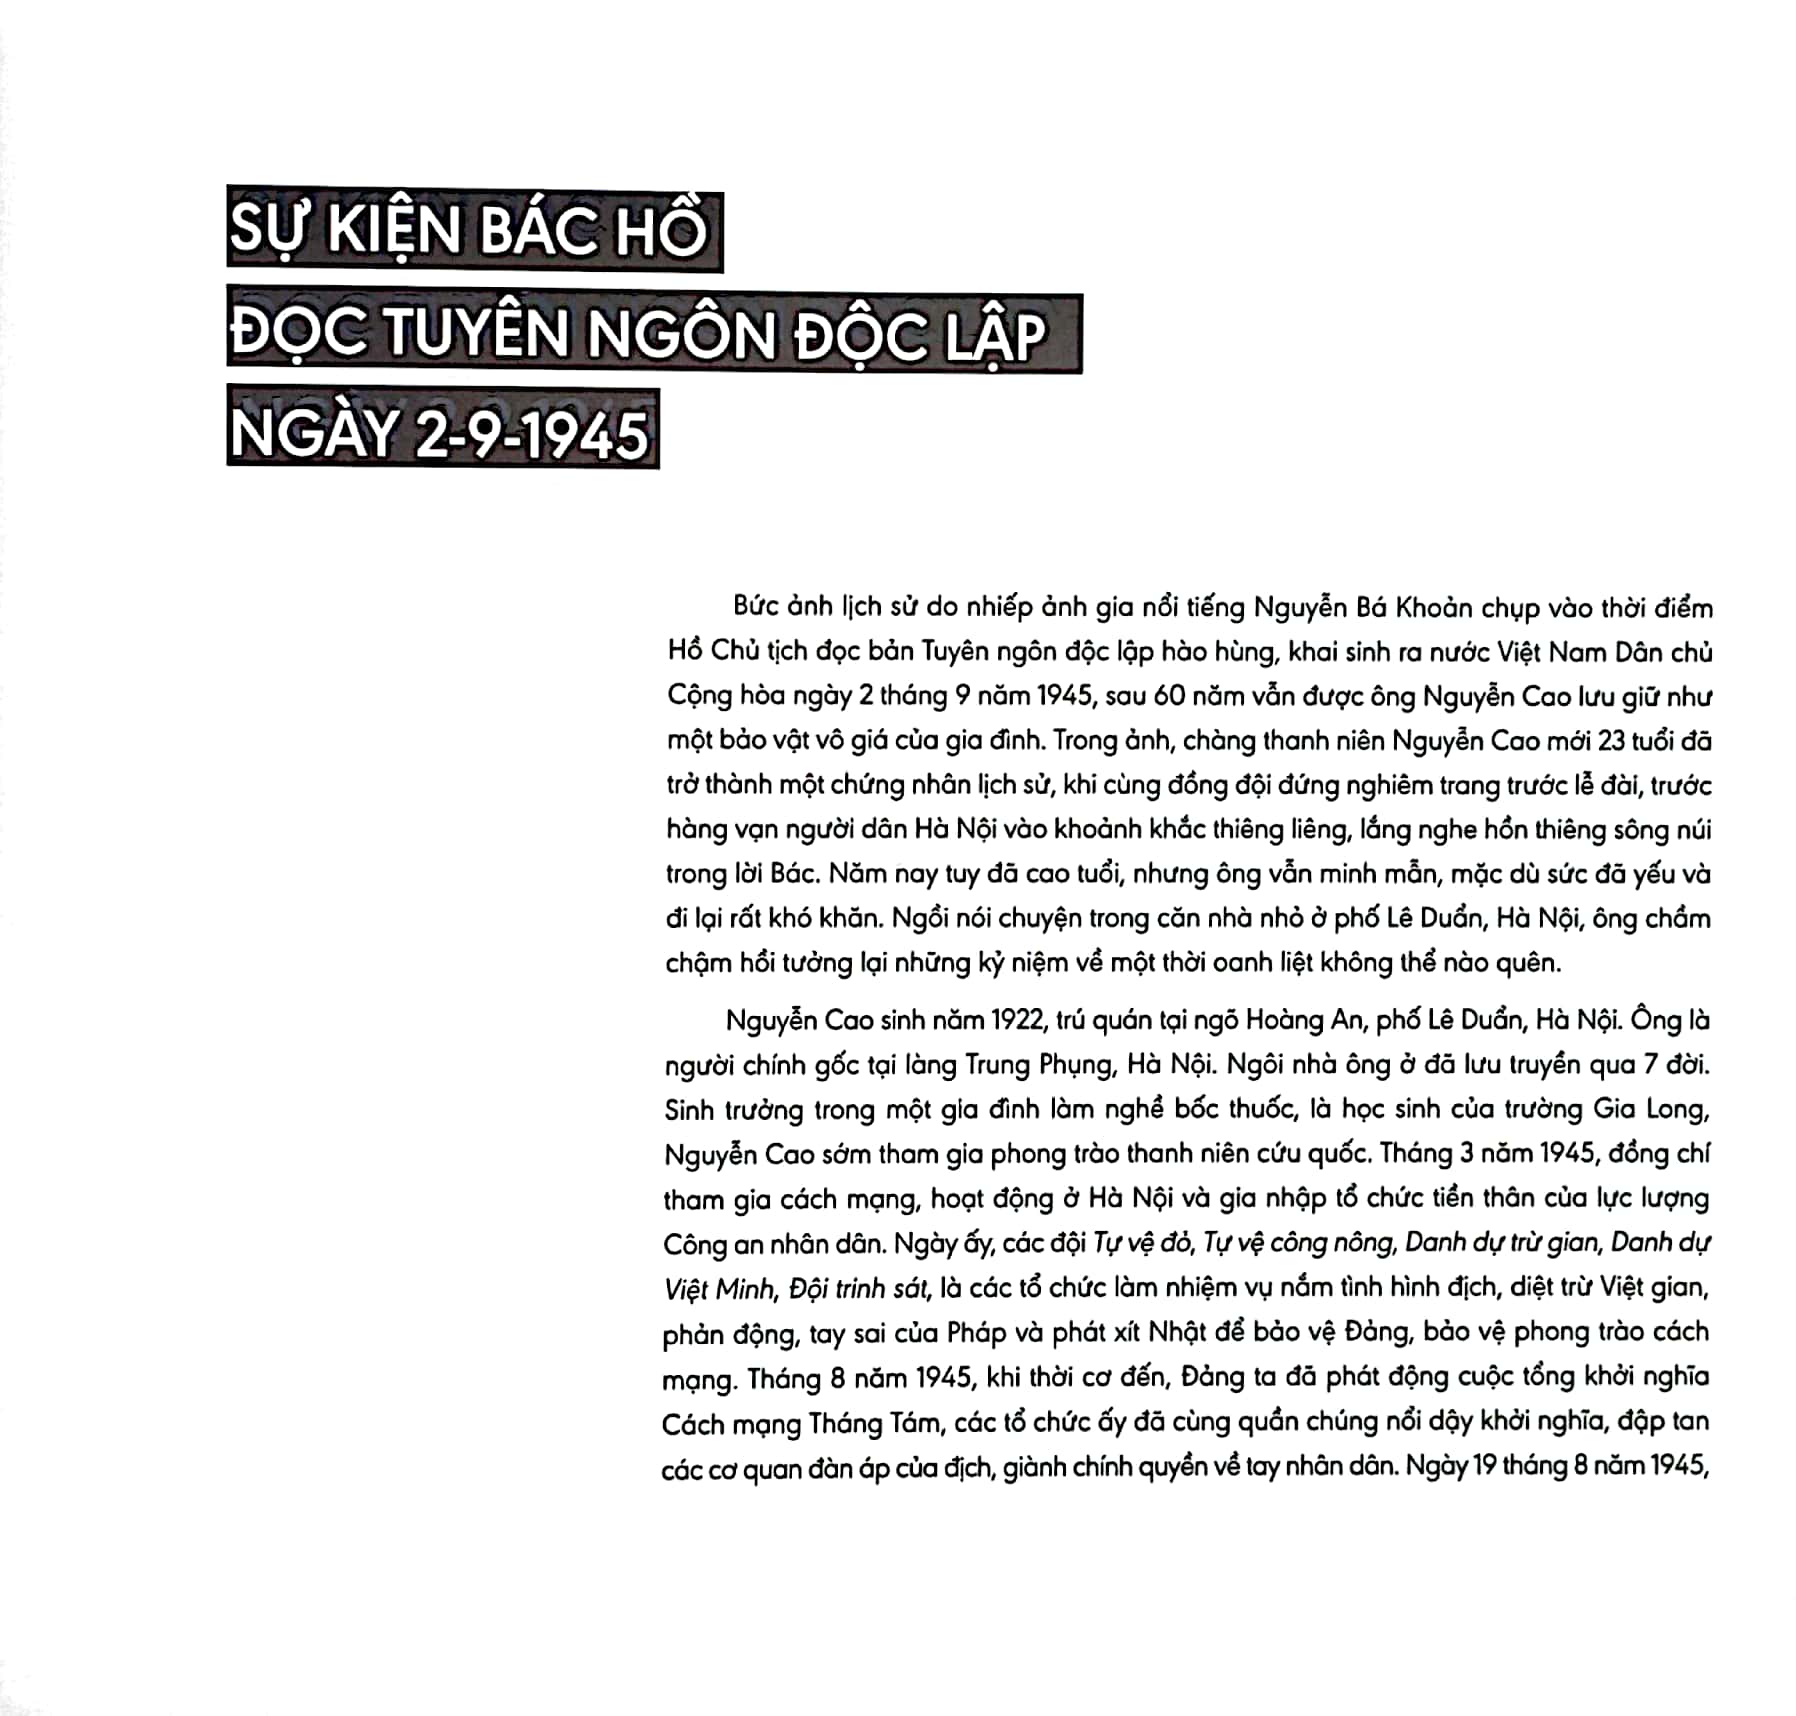 SỰ KIỆN BÁC HỒ
ĐỌC TUYÊN NGÔN ĐỘC LẬP
NGÀY 2-9-1945
Bức ảnh lịch sử do nhiếp ảnh gia nổi tiếng Nguyễn Bá Khoản chụp vào thời điểm
Hồ Chủ tịch đọc bản Tuyên ngôn độc lập hào hùng, khai sinh ra nước Việt Nam Dân chủ
Cộng hòa ngày 2 tháng 9 năm 1945, sau 60 năm vẫn được ông Nguyễn Cao lưu giữ như
một bảo vật vô giá của gia đình. Trong ảnh, chàng thanh niên Nguyễn Cao mới 23 tuổi đã
trở thành một chứng nhân lịch sử, khi cùng đồng đội đứng nghiêm trang trước lễ đài, trước
hàng vạn người dân Hà Nội vào khoảnh khắc thiêng liêng, lắng nghe hồn thiêng sông núi
trong lời Bác. Năm nay tuy đã cao tuổi, nhưng ông vẫn minh mẫn, mặc dù sức đã yếu và
đi lại rất khó khăn. Ngồi nói chuyện trong căn nhà nhỏ ở phố Lê Duẩn, Hà Nội, ông chầm
chậm hồi tưởng lại những kỷ niệm về một thời oanh liệt không thể nào quên.
Nguyễn Cao sinh năm 1922, trú quán tại ngõ Hoàng An, phố Lê Duẩn, Hà Nội. Ông là
người chính gốc tại làng Trung Phụng, Hà Nội. Ngôi nhà ông ở đã lưu truyền qua 7 đời.
Sinh trưởng trong một gia đình làm nghề bốc thuốc, là học sinh của trường Gia Long,
Nguyễn Cao sớm tham gia phong trào thanh niên cứu quốc. Tháng 3 năm 1945, đồng chí
tham gia cách mạng, hoạt động ở Hà Nội và gia nhập tổ chức tiền thân của lực lượng
Công an nhân dân. Ngày ấy, các đội Tự vệ đỏ, Tự vệ công nông, Danh dự trừ gian, Danh dự
Việt Minh, Đội trinh sát, là các tổ chức làm nhiệm vụ nắm tình hình địch, diệt trừ Việt gian,
phản động, tay sai của Pháp và phát xít Nhật để bảo vệ Đảng, bảo vệ phong trào cách
mạng. Tháng 8 năm 1945, khi thời cơ đến, Đảng ta đã phát động cuộc tổng khởi nghĩa
Cách mạng Tháng Tám, các tổ chức ấy đã cùng quần chúng nổi dậy khởi nghĩa, đập tan
các cơ quan đàn áp của địch, giành chính quyền về tay nhân dân. Ngày 19 tháng 8 năm 1945,